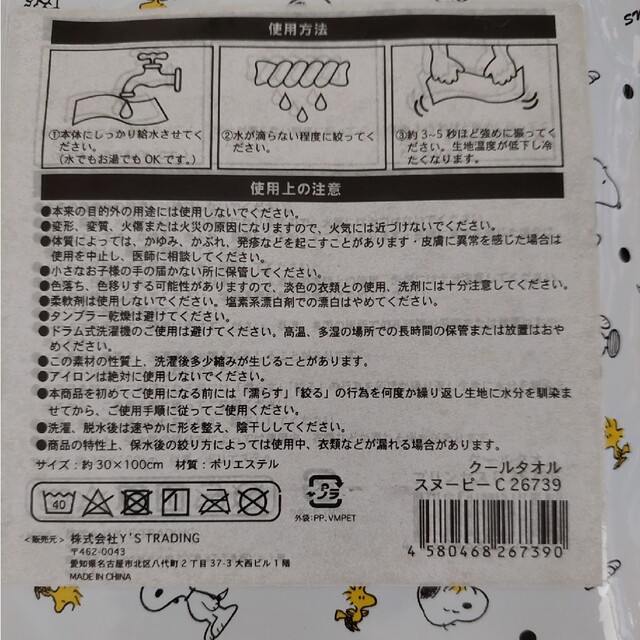 使用方法
①本体にしっかり給水させてく
ださい。
(水でもお湯でもOKです。)
②水が滴らない程度に絞ってく
ださい。
③約3~5秒ほど強めに振ってく
ださい。生地温度が低下し冷
たくなります。
使用上の注意
●本来の目的外の用途には使用しないでください。
●変形、変質、火傷または火災の原因になりますので、火気には近づけないでください。
●体質によっては、かゆみ、かぶれ、発疹などを起こすことがあります・皮膚に異常を感じた場合は
使用を中止し、医師に相談してください。
●小さなお子様の手の届かない所に保管してください。
●色落ち、色移りする可能性がありますので、淡色の衣類との使用、洗剤には十分注意してください。
●柔軟剤は使用しないでください。塩素系漂白剤での漂白はやめてください。
●タンブラー乾燥は避けてください。
●ドラム式洗濯機のご使用は避けてください。高温、多湿の場所での長時間の保管または放置はおや
めください。
●この素材の性質上、洗濯後多少縮みが生じることがあります。
●アイロンは絶対に使用しないでください。
●本商品を初めてご使用になる前には「濡らす」「絞る」の行為を何度か繰り返し生地に水分を馴染ま
せてから、ご使用手順に従ってご使用ください。
●洗濯、脱水後は速やかに形を整え、陰干ししてください。
●商品の特性上、保水後の絞り方によっては使用中、衣類などが濡れる場合があります。
サイズ:約30×100cm 材質:ポリエステル
クールタオル
スヌーピーC26739
40
プラ
外袋:PP、VMPET
<販売元> 株式会社Y'S TRADING
〒462-0043
愛知県名古屋市北区八代町2丁目37-3大西ビル1階
MADE IN CHINA
4 580468 267390